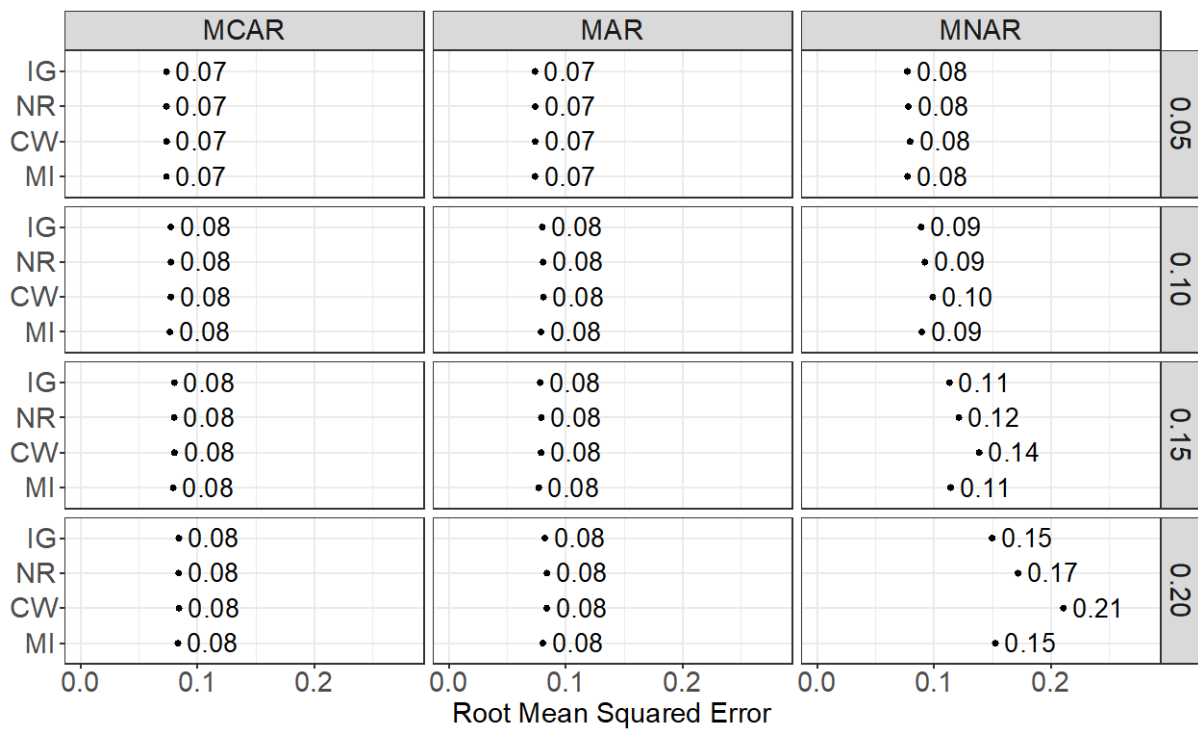 MCAR MAR MNAR
IG 0.07 0.07 0.08
NR 0.07 0.07 0.08
CW 0.07 0.07 0.08
MI 0.07 0.07 0.08
0.05
IG 0.08 0.08 0.09
NR 0.08 0.08 0.09
CW 0.08 0.08 0.10
MI 0.08 0.08 0.09
0.10
IG 0.08 0.08 0.11
NR 0.08 0.08 0.12
CW 0.08 0.08 0.14
MI 0.08 0.08 0.11
0.15
IG 0.08 0.08 0.15
NR 0.08 0.08 0.17
CW 0.08 0.08 0.21
MI 0.08 0.08 0.15
0.20
0.0 0.1 0.2 0.0 0.1 0.2 0.0 0.1 0.2
Root Mean Squared Error